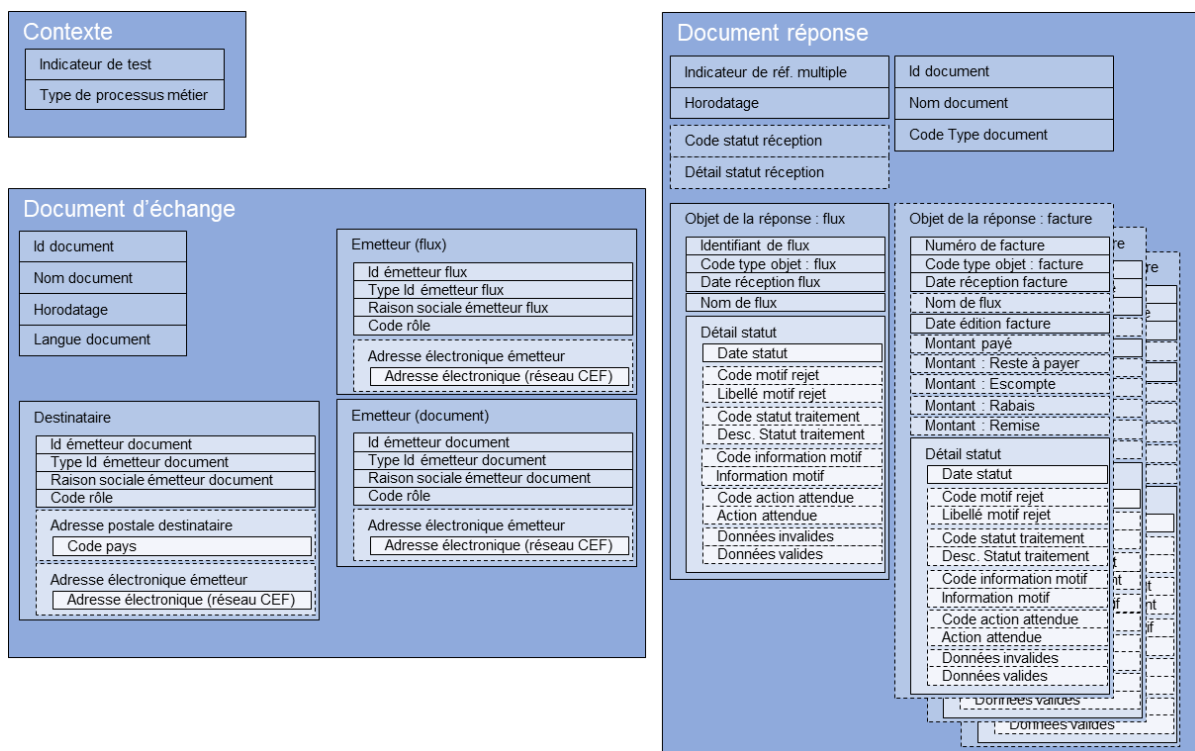 Contexte
Indicateur de test
Type de processus métier
Document d'échange
Id document
Nom document
Horodatage
Langue document
Emetteur (flux)
Id émetteur flux
Type Id émetteur flux
Raison sociale émetteur flux
Code rôle
Adresse électronique émetteur
Adresse électronique (réseau CEF)
Destinataire
Id émetteur document
Type Id émetteur document
Raison sociale émetteur document
Code rôle
Adresse postale destinataire
Code pays
Adresse électronique émetteur
Adresse électronique (réseau CEF)
Emetteur (document)
Id émetteur document
Type Id émetteur document
Raison sociale émetteur document
Code rôle
Adresse électronique émetteur
Adresse électronique (réseau CEF)
Document réponse
Indicateur de réf. multiple
Horodatage
Code statut réception
Détail statut réception
Id document
Nom document
Code Type document
Objet de la réponse : flux
Identifiant de flux
Code type objet : flux
Date réception flux
Nom de flux
Détail statut
Date statut
Code motif rejet
Libellé motif rejet
Code statut traitement
Desc. Statut traitement
Code information motif
Information motif
Code action attendue
Action attendue
Données invalides
Données valides
Objet de la réponse : facture
Numéro de facture
Code type objet : facture
Date réception facture
Nom de flux
Date édition facture
Montant payé
Montant : Reste à payer
Montant : Escompte
Montant : Rabais
Montant : Remise
Détail statut
Date statut
Code motif rejet
Libellé motif rejet
Code statut traitement
Desc. Statut traitement
Code information motif
Information motif
Code action attendue
Action attendue
Données invalides
Données valides
Données valides
Données valides